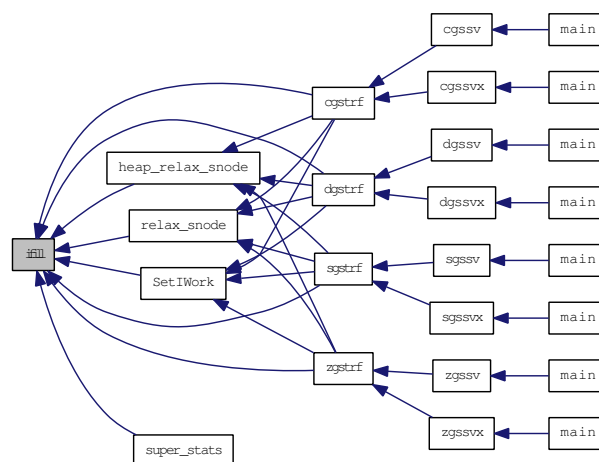 cgssv
main
cgssvx
main
cgstrf
dgssv
main
heap_relax_snode
dgstrf
dgssvx
main
relax_snode
ifill
sgssv
main
sgstrf
SetIWork
sgssvx
main
zgstrf
zgssv
main
zgssvx
main
super_stats